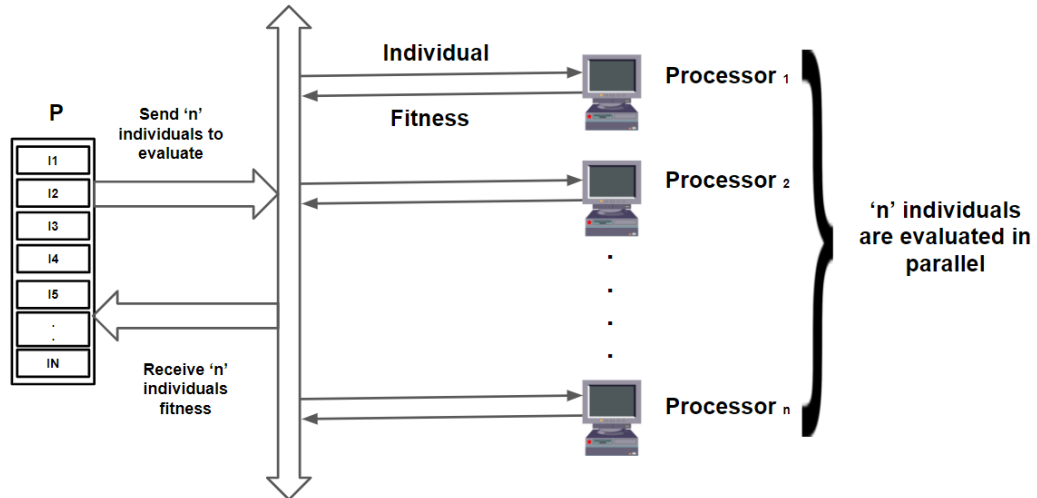 P
I1
I2
I3
I4
I5
.
.
IN
Send ‘n’
individuals to
evaluate
Receive ‘n’
individuals
fitness
Individual
Fitness
Processor 1
Processor 2
.
.
.
.
Processor n
‘n’ individuals
are evaluated in
parallel